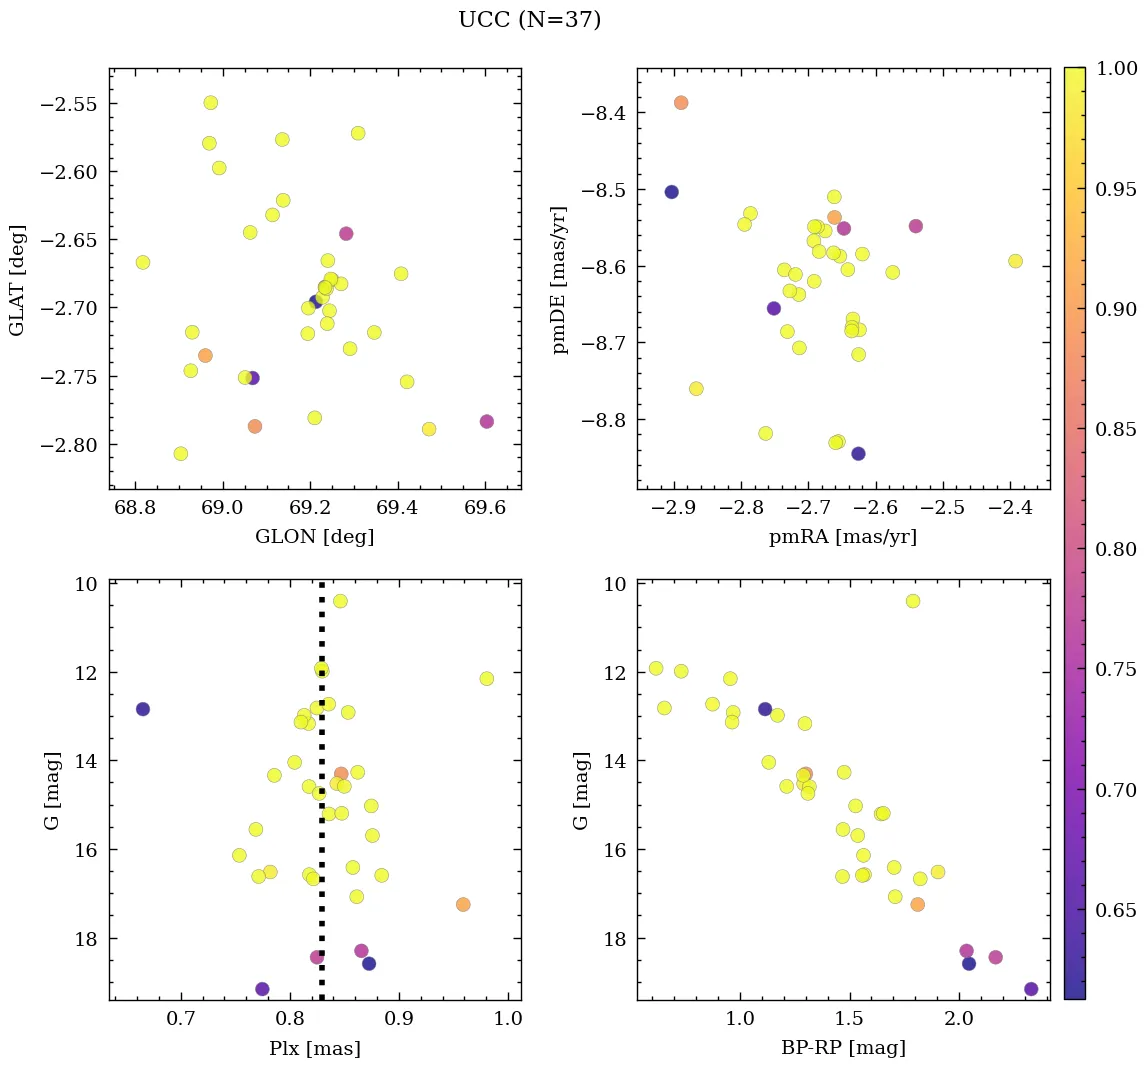 UCC (N=37)
−2.55
−2.60
−2.65
−2.70
−2.75
−2.80
GLAT [deg]
68.8 69.0 69.2 69.4 69.6
GLON [deg]
−8.4
−8.5
−8.6
−8.7
−8.8
pmDE [mas/yr]
−2.9 −2.8 −2.7 −2.6 −2.5 −2.4
pmRA [mas/yr]
10
12
14
16
18
G [mag]
0.7 0.8 0.9 1.0
Plx [mas]
10
12
14
16
18
G [mag]
1.0 1.5 2.0
BP-RP [mag]
1.00
0.95
0.90
0.85
0.80
0.75
0.70
0.65